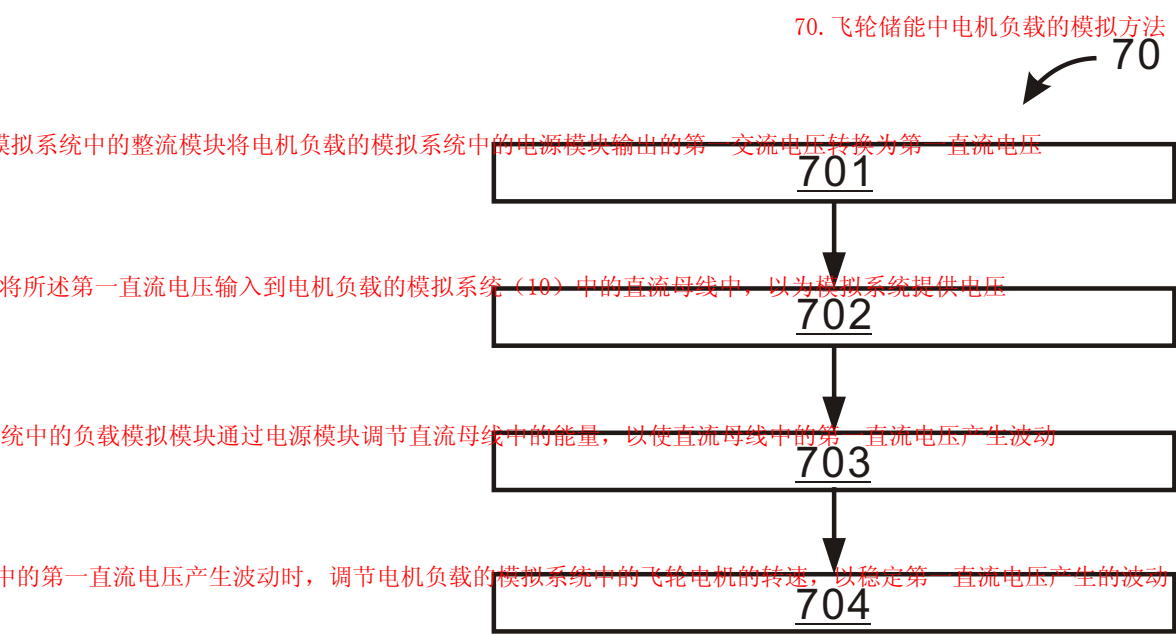 70.飞轮储能中电机负载的模拟方法
70
模拟系统中的整流模块将电机负载的模拟系统中的电源模块输出的第一交流电压转换为第一直流电压
701
将所述第一直流电压输入到电机负载的模拟系统（10）中的直流母线中，以为模拟系统提供电压
702
统中的负载模拟模块通过电源模块调节直流母线中的能量，以使直流母线中的第一直流电压产生波动
703
中的第一直流电压产生波动时，调节电机负载的模拟系统中的飞轮电机的转速，以稳定第一直流电压产生的波动
704